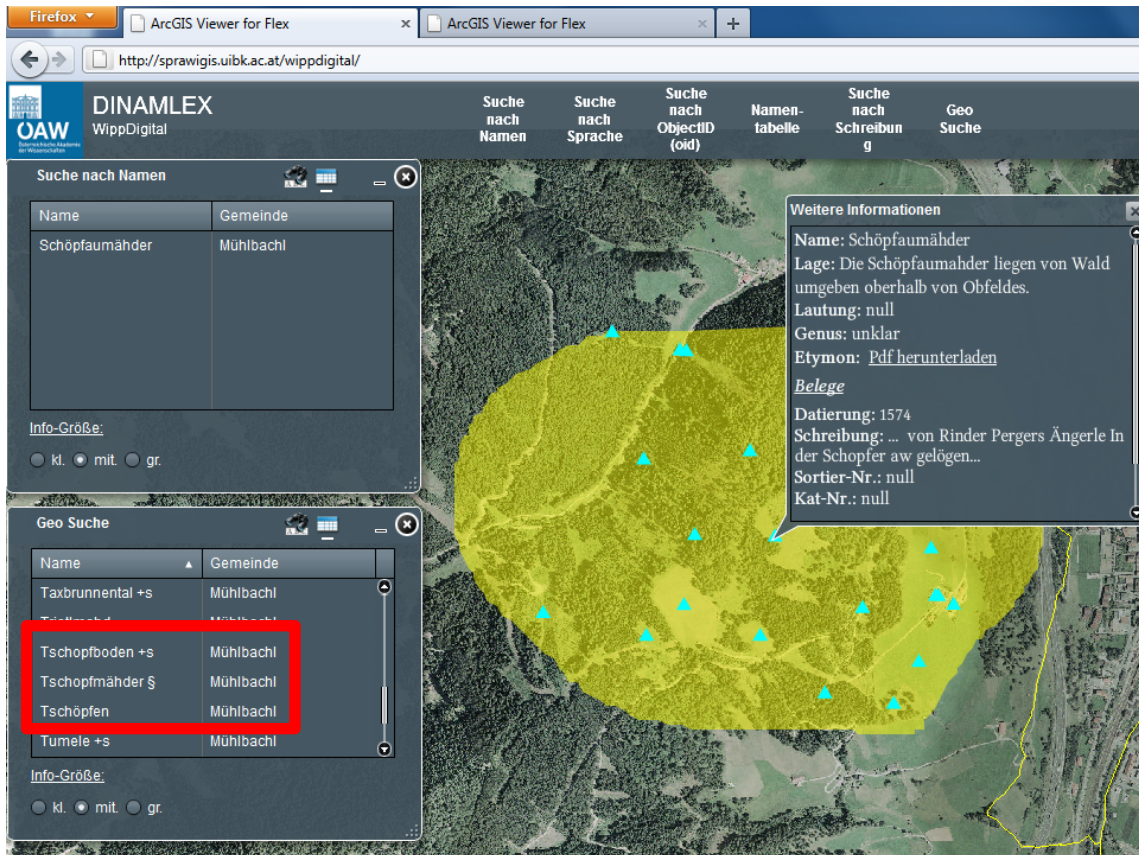 Firefox
ArcGIS Viewer for Flex
ArcGIS Viewer for Flex
http://sprawigis.uibk.ac.at/wippdigital/
ÖAW
Österreichische Akademie
der Wissenschaften
DINAMLEX
WippDigital
Suche
nach
Namen
Suche
nach
Sprache
Suche
nach
ObjectID
(oid)
Namen-
tabelle
Suche
nach
Schreibun
g
Geo
Suche
Suche nach Namen
Name Gemeinde
Schöpfaumähder Mühlbachl
Info-Größe:
kl. mit. gr.
Geo Suche
Name Gemeinde
Taxbrunnental +s Mühlbachl
Mühlbachl
Tschopfboden +s Mühlbachl
Tschopfmähder § Mühlbachl
Tschöpfen Mühlbachl
Tumele +s Mühlbachl
Info-Größe:
kl. mit. gr.
Weitere Informationen
Name: Schöpfaumähder
Lage: Die Schöpfaumahder liegen von Wald
umgeben oberhalb von Obfeldes.
Lautung: null
Genus: unklar
Etymon: Pdf herunterladen
Belege
Datierung: 1574
Schreibung: ... von Rinder Pergers Ängerle In
der Schopfer aw gelögen...
Sortier-Nr.: null
Kat-Nr.: null